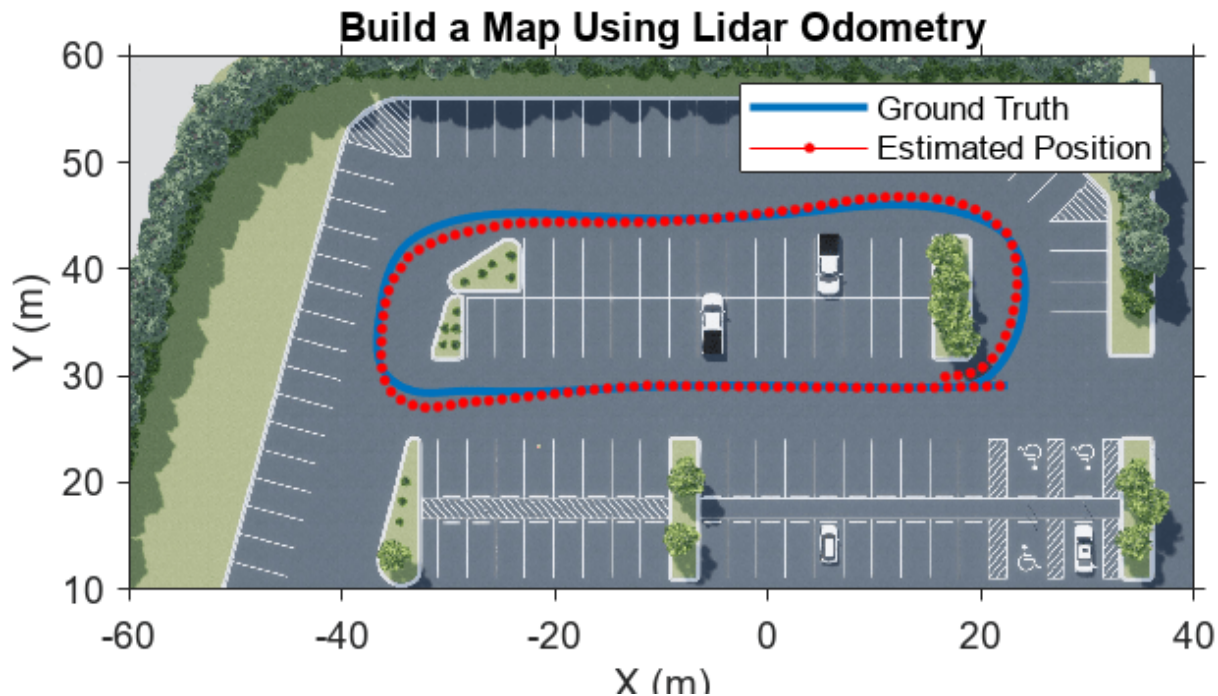 Build a Map Using Lidar Odometry
Ground Truth
Estimated Position
Y (m)
60
50
40
30
20
10
-60 -40 -20 0 20 40
X (m)